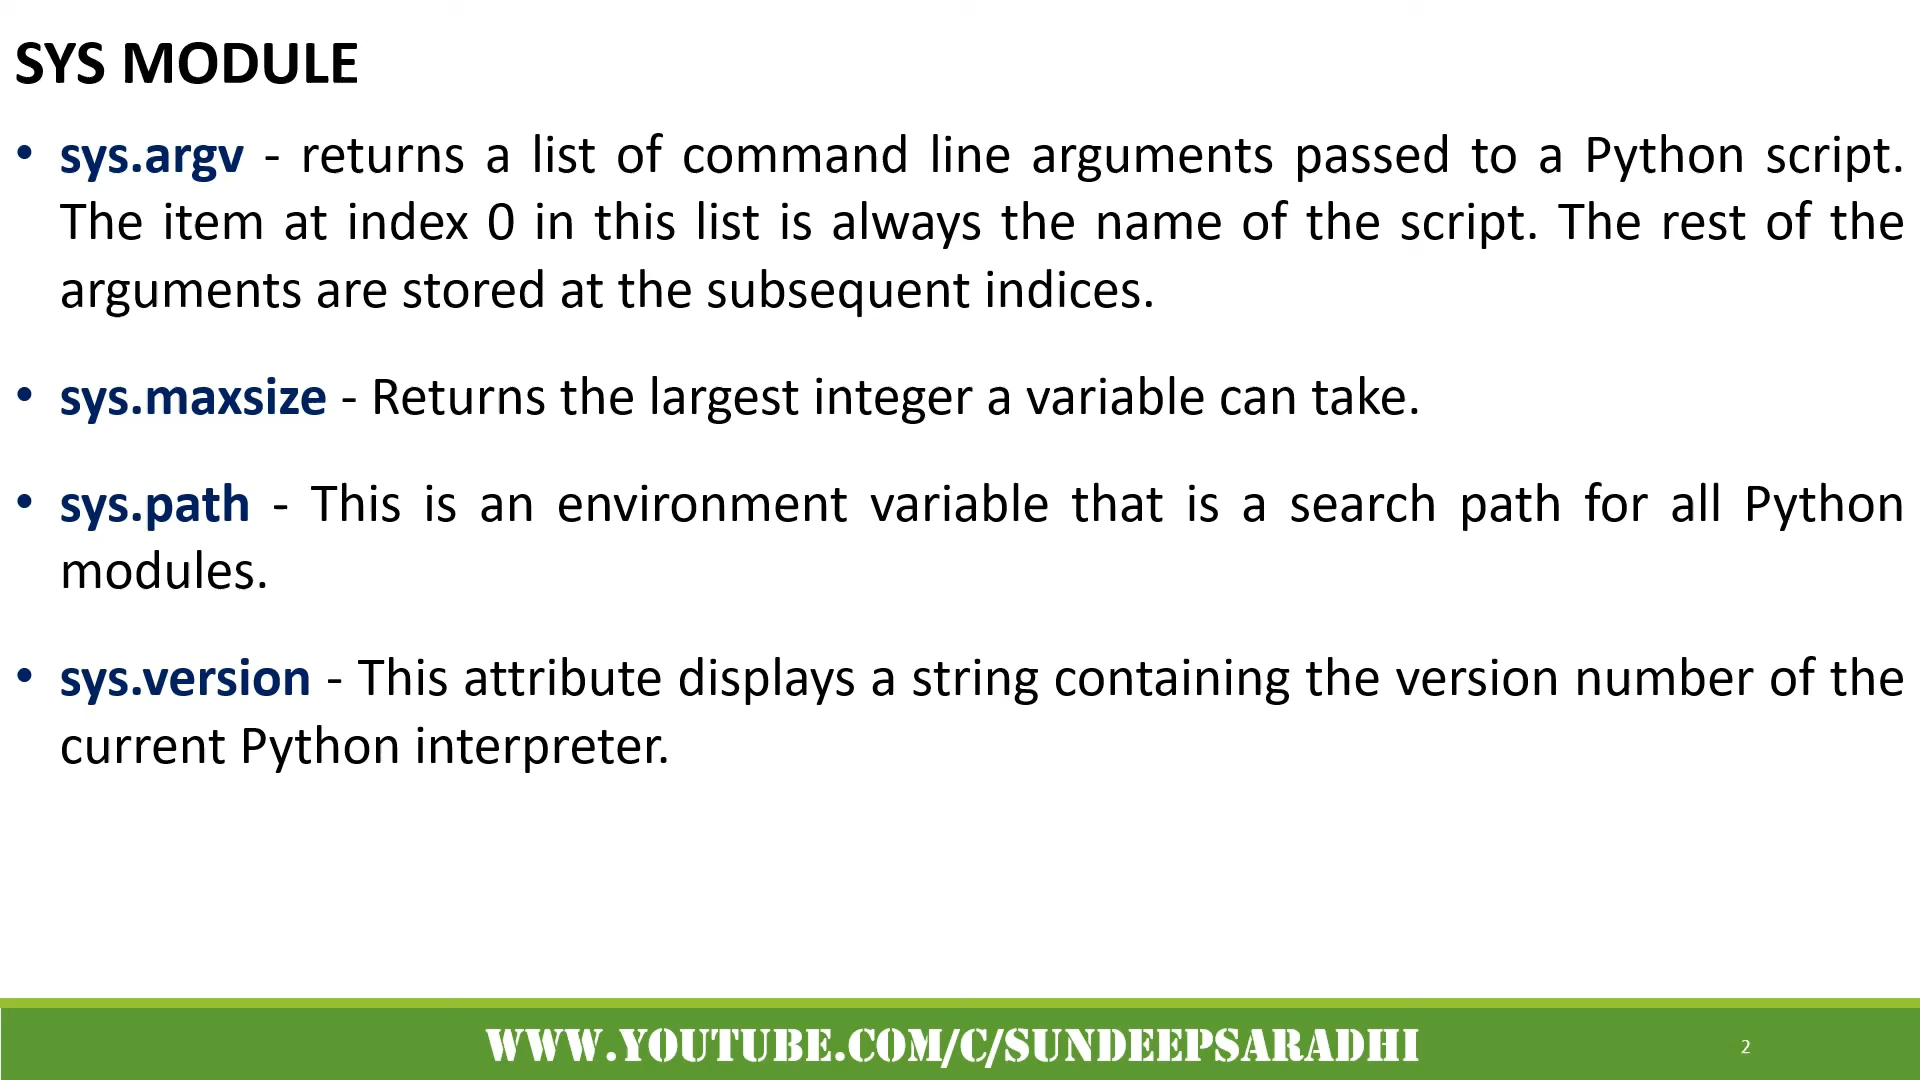 SYS MODULE
• sys.argv - returns a list of command line arguments passed to a Python script.
The item at index 0 in this list is always the name of the script. The rest of the
arguments are stored at the subsequent indices.
• sys.maxsize - Returns the largest integer a variable can take.
• sys.path - This is an environment variable that is a search path for all Python
modules.
• sys.version - This attribute displays a string containing the version number of the
current Python interpreter.
WWW.YOUTUBE.COM/C/SUNDEEPSARADHI
2